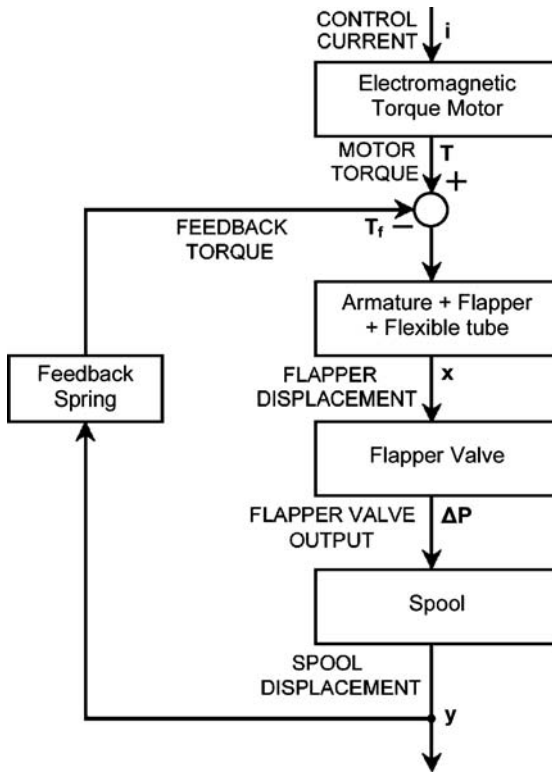 CONTROL
CURRENT
i
Electromagnetic
Torque Motor
MOTOR
TORQUE
T
+
T_f −
FEEDBACK
TORQUE
Armature + Flapper
+ Flexible tube
Feedback
Spring
FLAPPER
DISPLACEMENT
x
Flapper Valve
FLAPPER VALVE
OUTPUT
ΔP
Spool
SPOOL
DISPLACEMENT
y